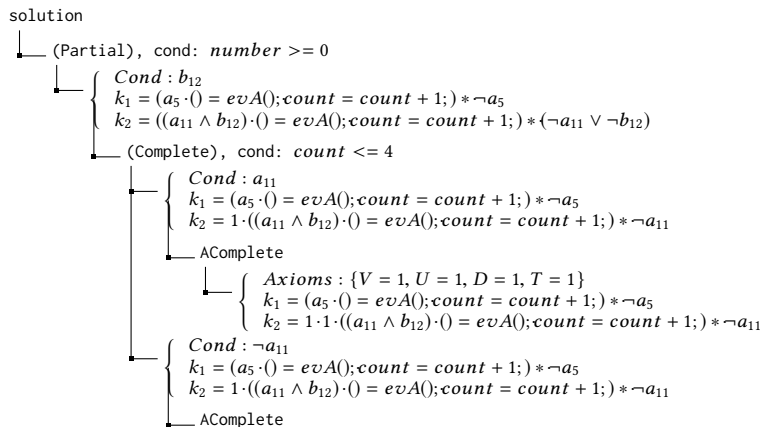 solution
(Partial), cond: number >= 0
Cond : b12
k1 = (a5·() = evA();count = count + 1; ) * ¬a5
k2 = ((a11 ∧ b12)·() = evA();count = count + 1; ) * (¬a11 ∨ ¬b12)
(Complete), cond: count <= 4
Cond : a11
k1 = (a5·() = evA();count = count + 1; ) * ¬a5
k2 = 1·((a11 ∧ b12)·() = evA();count = count + 1; ) * ¬a11
AComplete
Axioms : {V = 1, U = 1, D = 1, T = 1}
k1 = (a5·() = evA();count = count + 1; ) * ¬a5
k2 = 1·1·((a11 ∧ b12)·() = evA();count = count + 1; ) * ¬a11
Cond : ¬a11
k1 = (a5·() = evA();count = count + 1; ) * ¬a5
k2 = 1·((a11 ∧ b12)·() = evA();count = count + 1; ) * ¬a11
AComplete